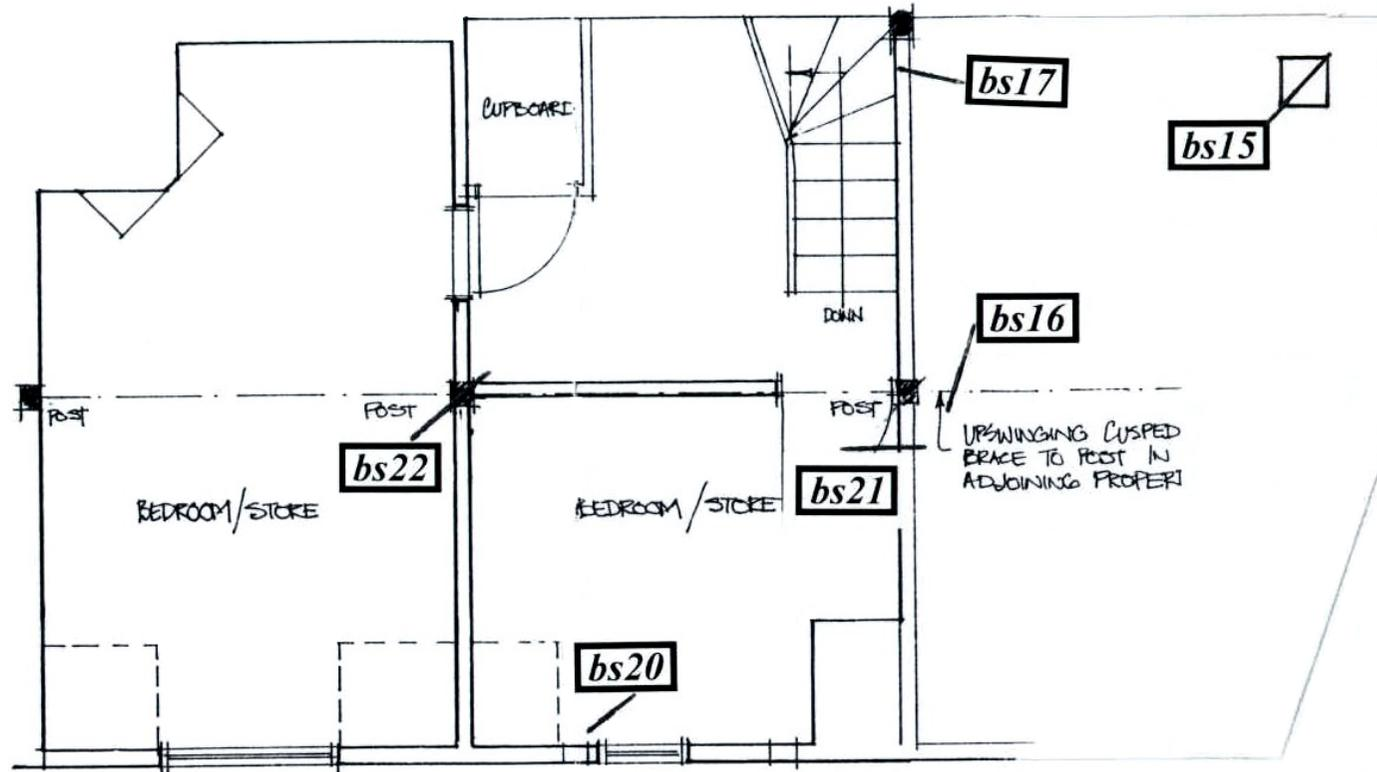 bs17
CUPBOARD
bs15
bs16
DOWN
POST
POST
POST
UPSWINGING CUSPED
BRACE TO POST IN
ADJOINING PROPERT
bs22
bs21
BEDROOM/STORE
BEDROOM/STORE
bs20